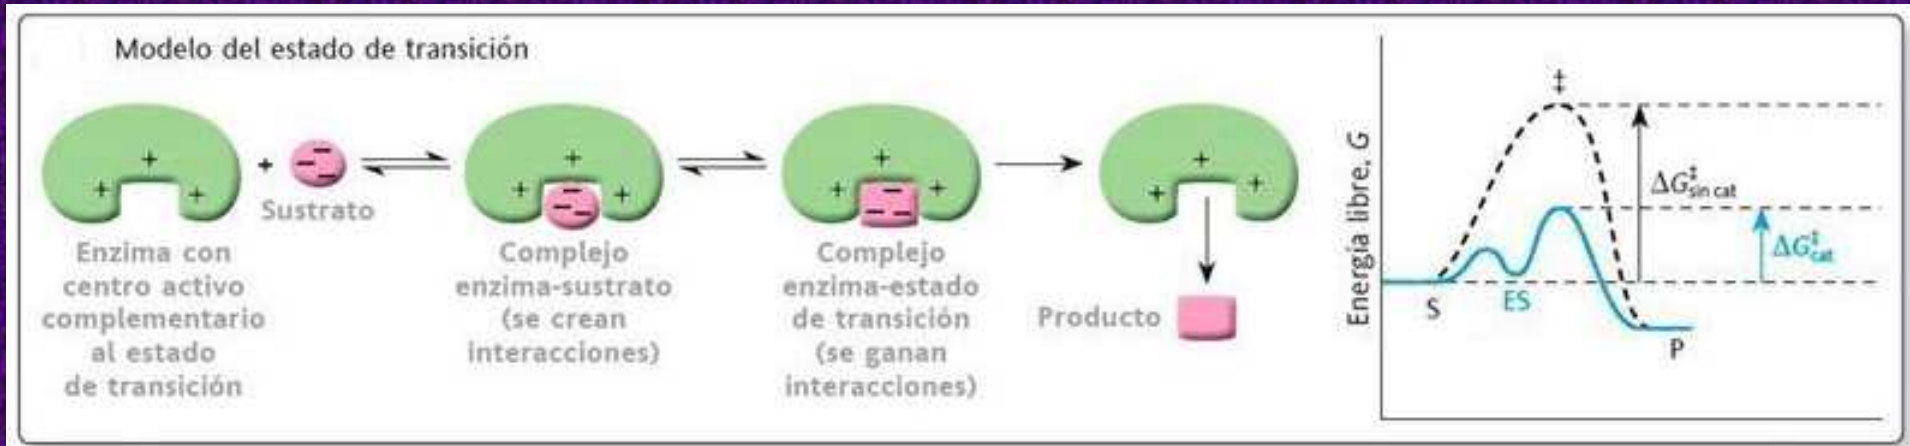 Modelo del estado de transición
+
+
+
+
Sustrato
Enzima con
centro activo
complementario
al estado
de transición
+
+
+
Complejo
enzima-sustrato
(se crean
interacciones)
+
+
+
Complejo
enzima-estado
de transición
(se ganan
interacciones)
+
+
+
Producto
Energía libre, G
‡
ΔG‡sin cat
ΔG‡cat
S
ES
P